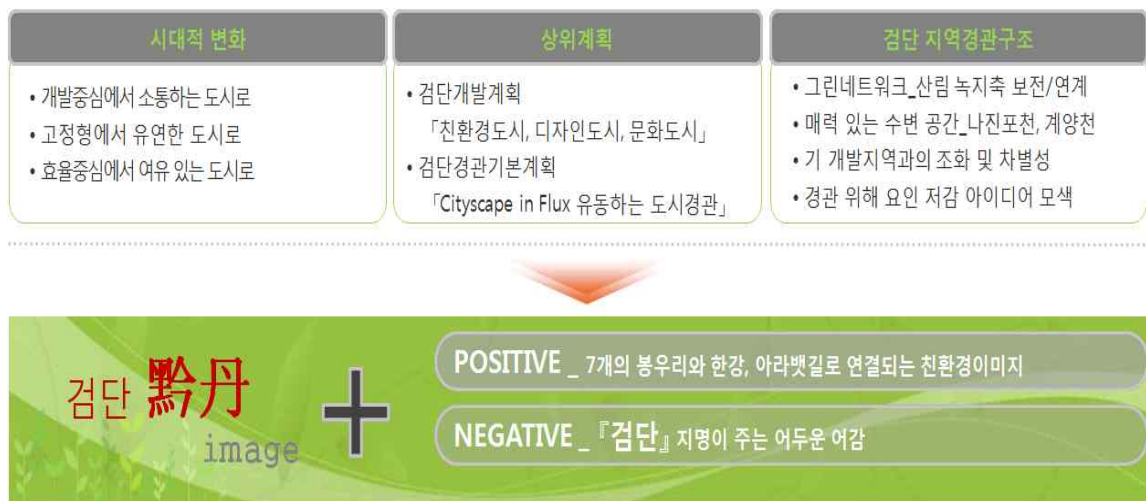 시대적 변화
• 개발중심에서 소통하는 도시로
• 고정형에서 유연한 도시로
• 효율중심에서 여유 있는 도시로
상위계획
• 검단개발계획
「친환경도시, 디자인도시, 문화도시」
• 검단경관기본계획
「Cityscape in Flux 유동하는 도시경관」
검단 지역경관구조
• 그린네트워크_산림 녹지축 보전/연계
• 매력 있는 수변 공간_나진포천, 계양천
• 기 개발지역과의 조화 및 차별성
• 경관 위해 요인 저감 아이디어 모색
검단 黔丹
image
+
POSITIVE _ 7개의 봉우리와 한강, 아라뱃길로 연결되는 친환경이미지
NEGATIVE _『검단』지명이 주는 어두운 어감